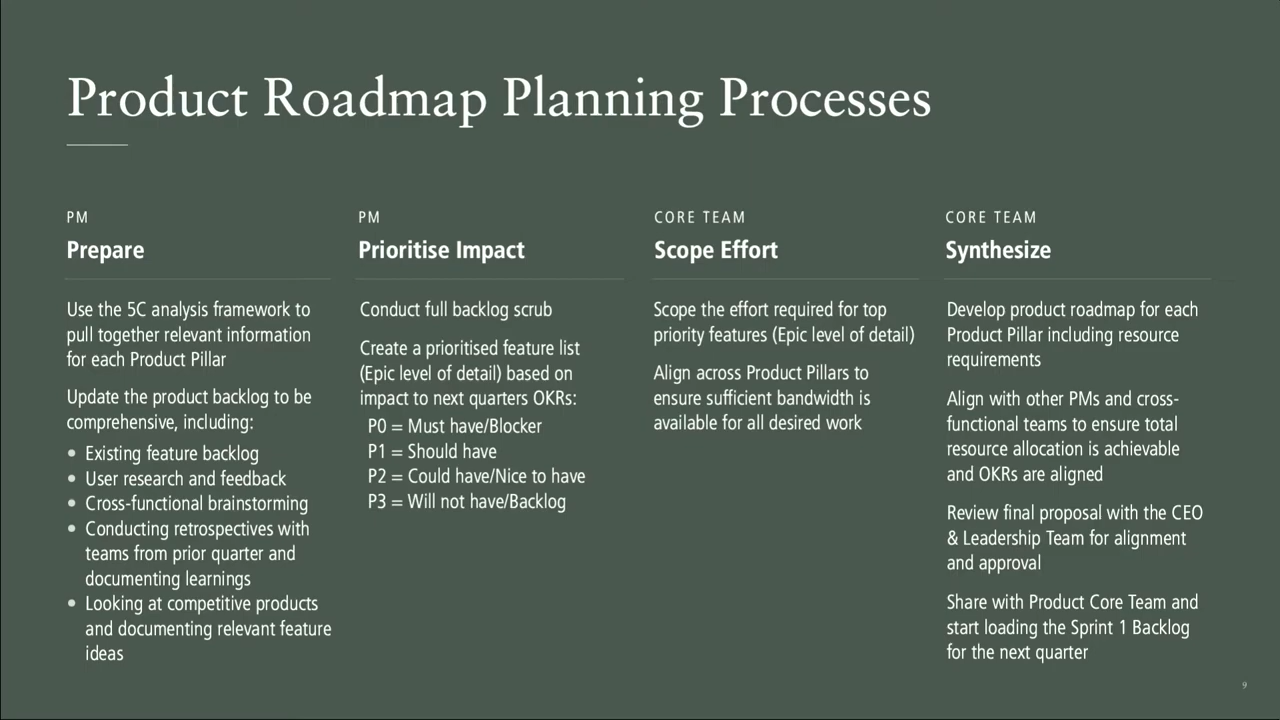 Product Roadmap Planning Processes
PM
Prepare
Use the 5C analysis framework to
pull together relevant information
for each Product Pillar
Update the product backlog to be
comprehensive, including:
• Existing feature backlog
• User research and feedback
• Cross-functional brainstorming
• Conducting retrospectives with
teams from prior quarter and
documenting learnings
• Looking at competitive products
and documenting relevant feature
ideas
PM
Prioritise Impact
Conduct full backlog scrub
Create a prioritised feature list
(Epic level of detail) based on
impact to next quarters OKRs:
P0 = Must have/Blocker
P1 = Should have
P2 = Could have/Nice to have
P3 = Will not have/Backlog
CORE TEAM
Scope Effort
Scope the effort required for top
priority features (Epic level of detail)
Align across Product Pillars to
ensure sufficient bandwidth is
available for all desired work
CORE TEAM
Synthesize
Develop product roadmap for each
Product Pillar including resource
requirements
Align with other PMs and cross-
functional teams to ensure total
resource allocation is achievable
and OKRs are aligned
Review final proposal with the CEO
& Leadership Team for alignment
and approval
Share with Product Core Team and
start loading the Sprint 1 Backlog
for the next quarter
9